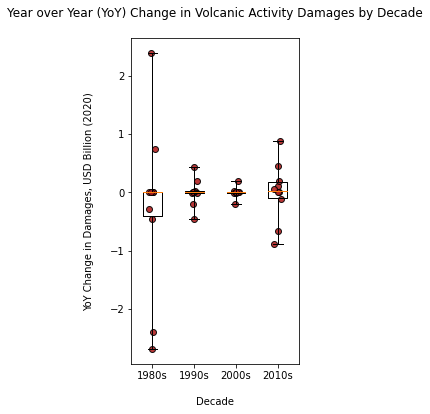 Year over Year (YoY) Change in Volcanic Activity Damages by Decade
YoY Change in Damages, USD Billion (2020)
2
1
0
−1
−2
1980s 1990s 2000s 2010s
Decade